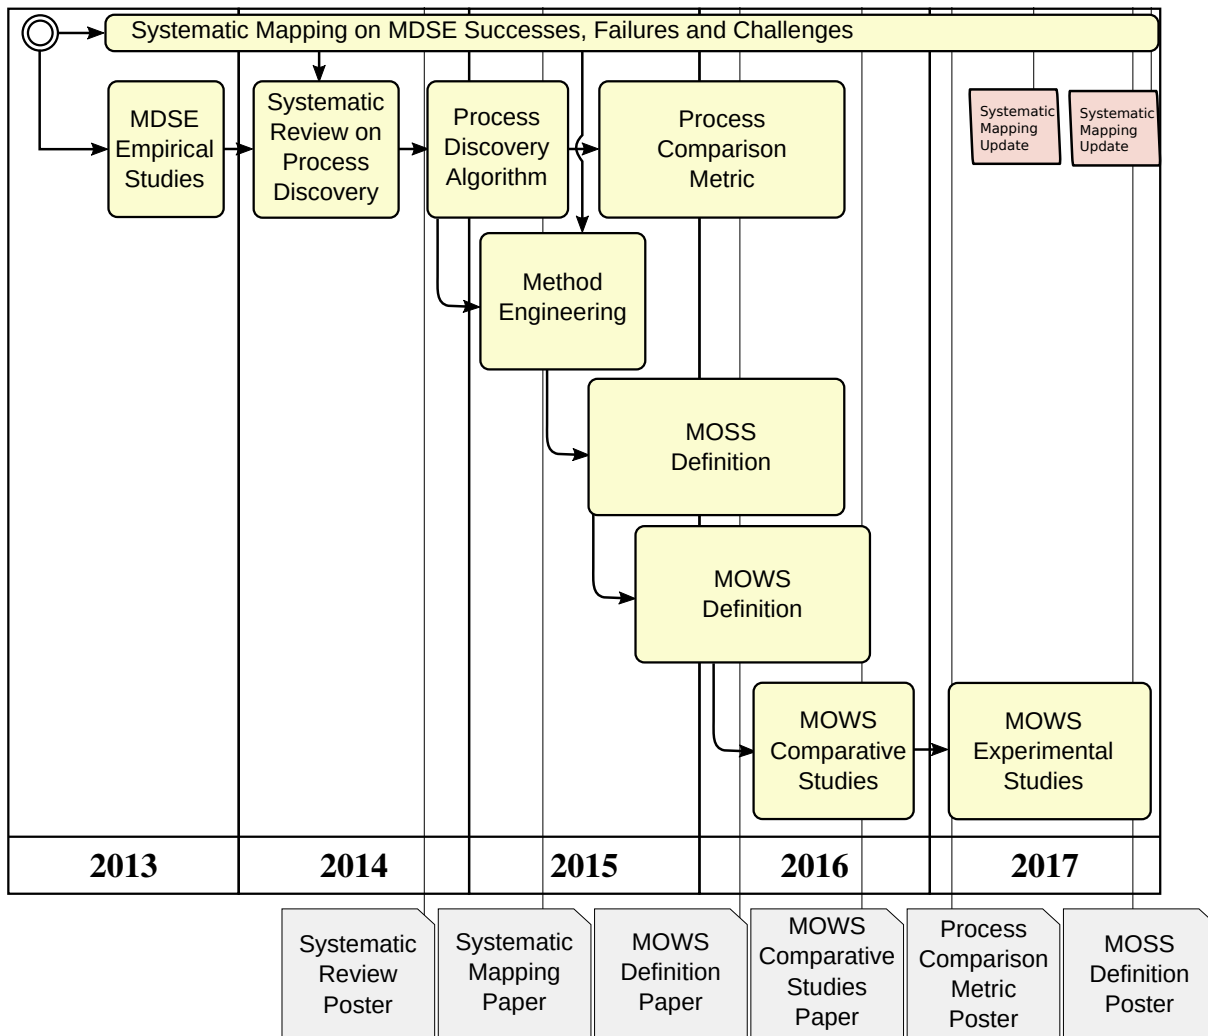 Systematic Mapping on MDSE Successes, Failures and Challenges
MDSE
Empirical
Studies
Systematic
Review on
Process
Discovery
Process
Discovery
Algorithm
Process
Comparison
Metric
Systematic
Mapping
Update
Systematic
Mapping
Update
Method
Engineering
MOSS
Definition
MOWS
Definition
MOWS
Comparative
Studies
MOWS
Experimental
Studies
2013
2014
2015
2016
2017
Systematic
Review
Poster
Systematic
Mapping
Paper
MOWS
Definition
Paper
MOWS
Comparative
Studies
Paper
Process
Comparison
Metric
Poster
MOSS
Definition
Poster